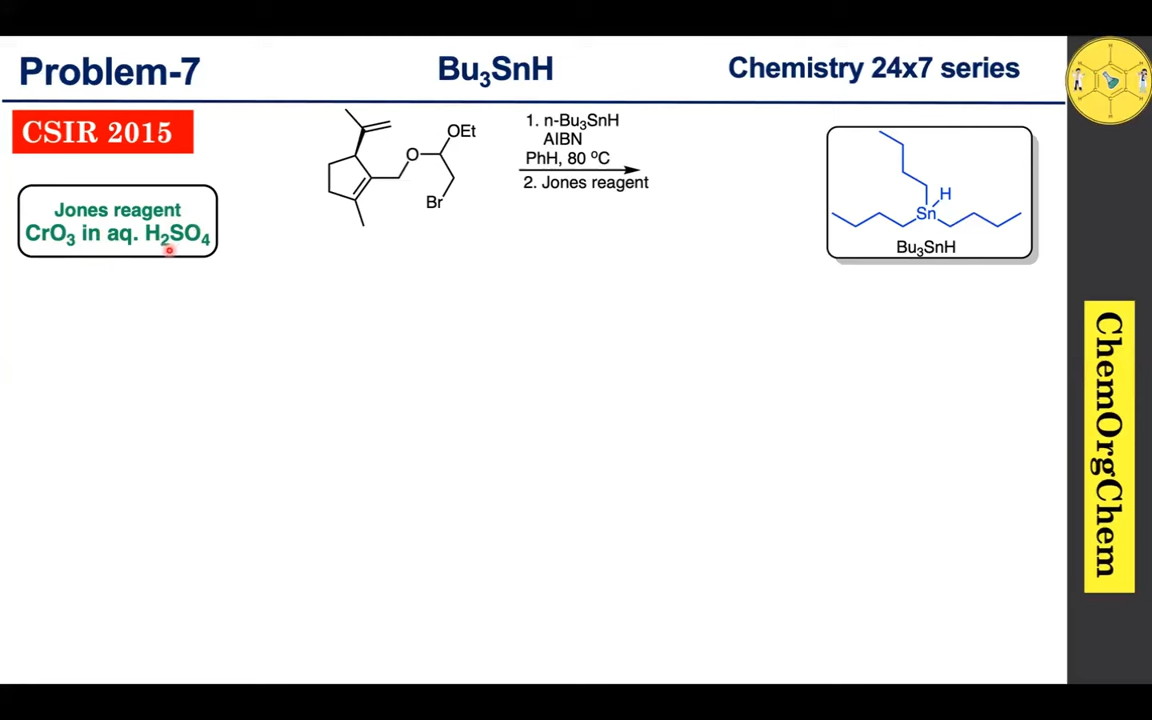 Problem-7
Bu₃SnH
Chemistry 24x7 series
CSIR 2015
Jones reagent
CrO₃ in aq. H₂SO₄
OEt
O
Br
1. n-Bu₃SnH
AIBN
PhH, 80 ºC
2. Jones reagent
H
Sn
Bu₃SnH
H
H
H
H
H
H
ChemOrgChem